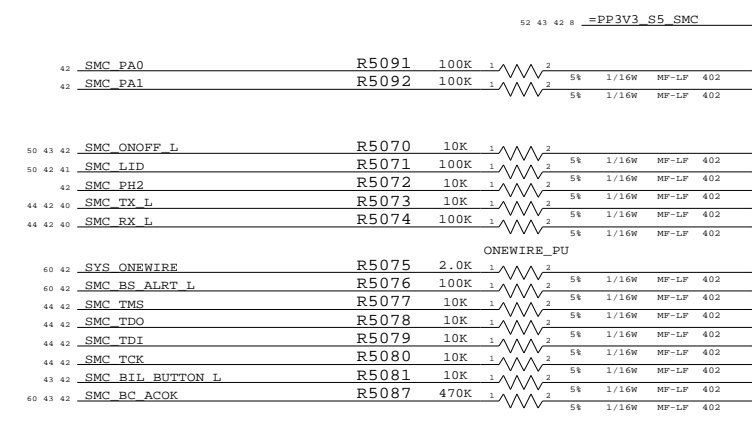 52 43 42 8 =PP3V3_S5_SMC
42 SMC_PA0 R5091 100K 1 2
5% 1/16W MF-LF 402
42 SMC_PA1 R5092 100K 1 2
5% 1/16W MF-LF 402
50 43 42 SMC_ONOFF_L R5070 10K 1 2
5% 1/16W MF-LF 402
50 42 41 SMC_LID R5071 100K 1 2
5% 1/16W MF-LF 402
42 SMC_PH2 R5072 10K 1 2
5% 1/16W MF-LF 402
44 42 40 SMC_TX_L R5073 10K 1 2
5% 1/16W MF-LF 402
44 42 40 SMC_RX_L R5074 100K 1 2
5% 1/16W MF-LF 402
ONEWIRE_PU
60 42 SYS_ONEWIRE R5075 2.0K 1 2
5% 1/16W MF-LF 402
60 42 SMC_BS_ALRT_L R5076 100K 1 2
5% 1/16W MF-LF 402
44 42 SMC_TMS R5077 10K 1 2
5% 1/16W MF-LF 402
44 42 SMC_TDO R5078 10K 1 2
5% 1/16W MF-LF 402
44 42 SMC_TDI R5079 10K 1 2
5% 1/16W MF-LF 402
44 42 SMC_TCK R5080 10K 1 2
5% 1/16W MF-LF 402
43 42 SMC_BIL_BUTTON_L R5081 10K 1 2
5% 1/16W MF-LF 402
60 43 42 SMC_BC_ACOK R5087 470K 1 2
5% 1/16W MF-LF 402